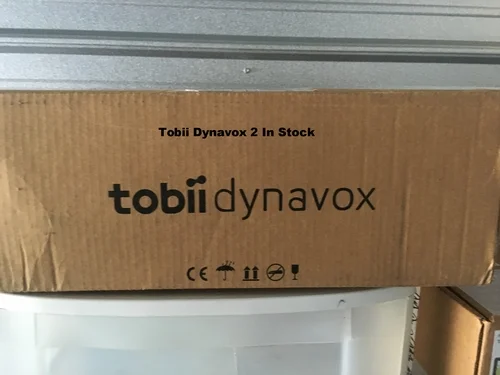 Tobii Dynavox 2 In Stock
tobii dynavox
CE